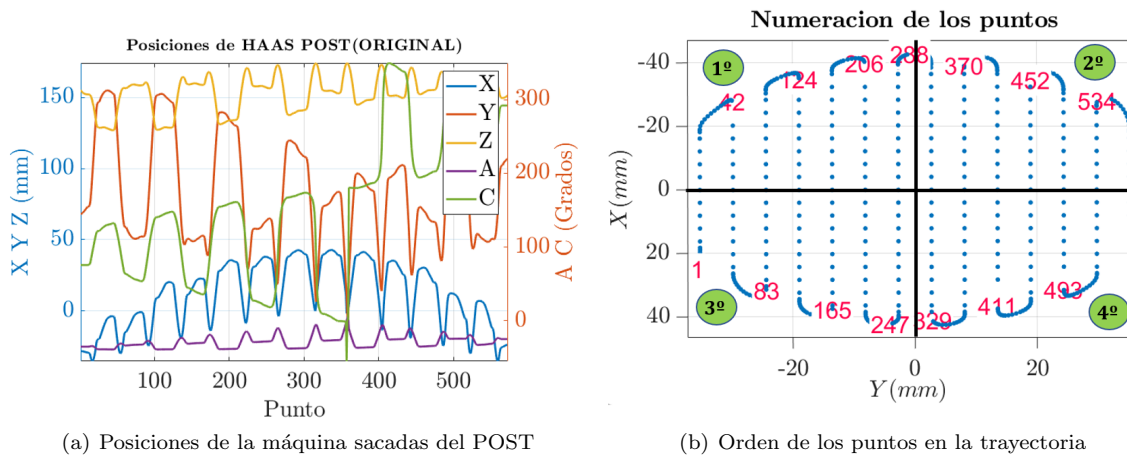 Posiciones de HAAS POST(ORIGINAL)
X Y Z (mm)
150
100
50
0
X
Y
Z
A
C
300
200
100
0
A C (Grados)
100 200 300 400 500
Punto
(a) Posiciones de la máquina sacadas del POST
Numeracion de los puntos
X(mm)
-40
-20
0
20
40
1º
2º
3º
4º
42
124
206
288
370
452
534
1
83
165
247
329
411
493
-20 0 20
Y(mm)
(b) Orden de los puntos en la trayectoria